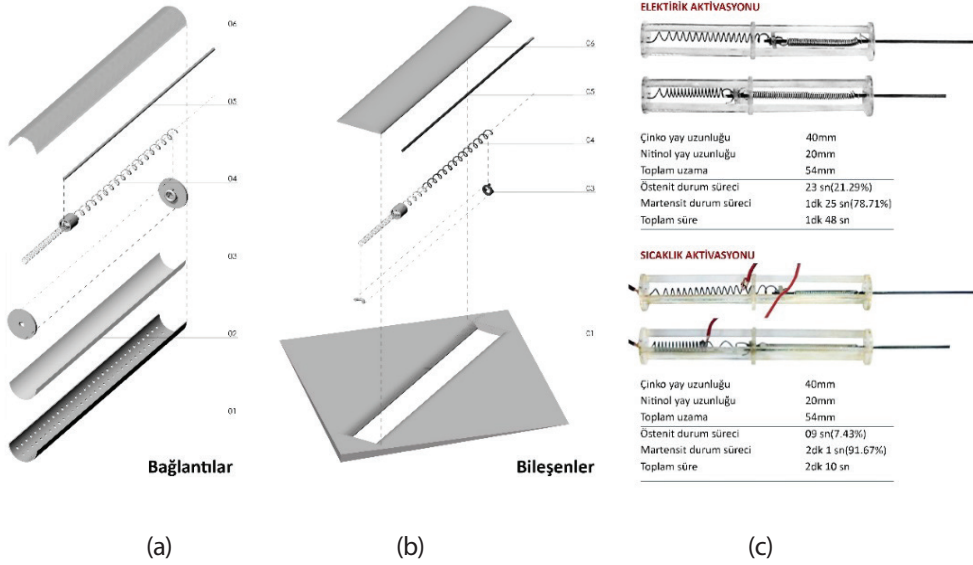 06
05
04
03
02
01
Bağlantılar
(a)
06
05
04
03
01
Bileşenler
(b)
ELEKTİRİK AKTİVASYONU
Çinko yay uzunluğu 40mm
Nitinol yay uzunluğu 20mm
Toplam uzama 54mm
Östenit durum süreci 23 sn(21.29%)
Martensit durum süreci 1dk 25 sn(78.71%)
Toplam süre 1dk 48 sn
SICAKLIK AKTİVASYONU
Çinko yay uzunluğu 40mm
Nitinol yay uzunluğu 20mm
Toplam uzama 54mm
Östenit durum süreci 09 sn(7.43%)
Martensit durum süreci 2dk 1 sn(91.67%)
Toplam süre 2dk 10 sn
(c)